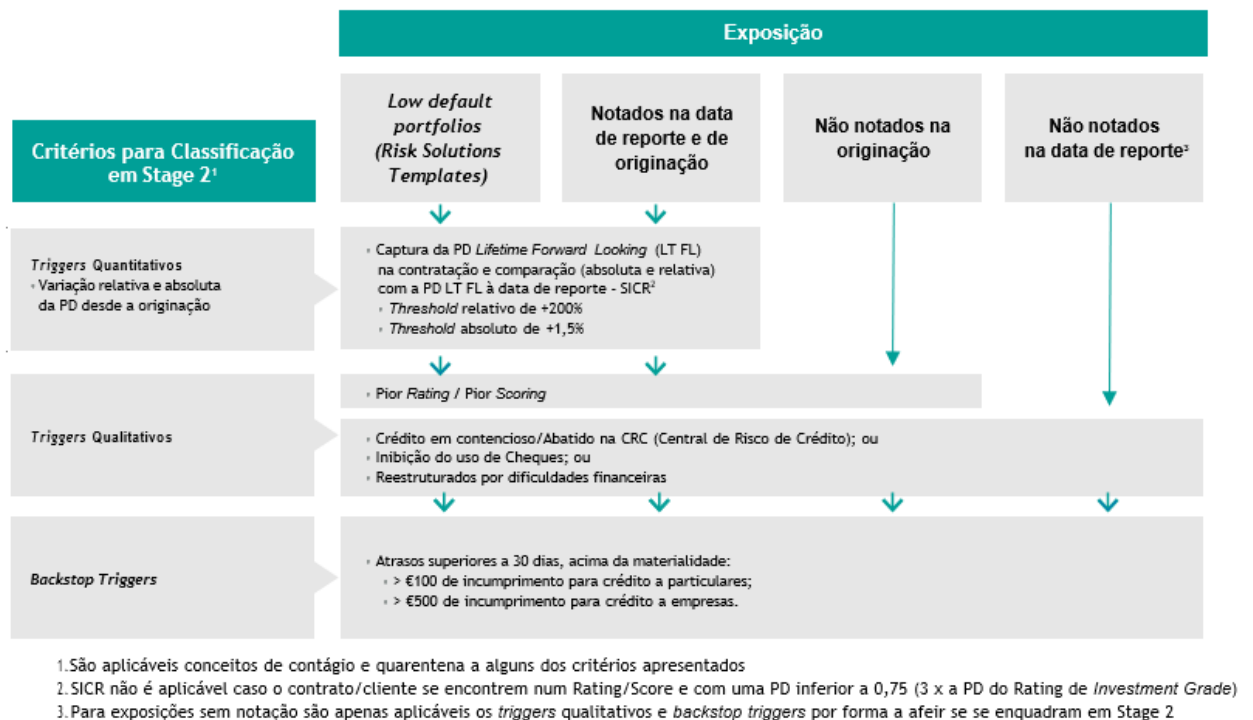 Exposição
Low default
portfolios
(Risk Solutions
Templates)
Notados na data
de reporte e de
originação
Não notados na
originação
Não notados
na data de reporte³
Critérios para Classificação
em Stage 2¹
Triggers Quantitativos
• Variação relativa e absoluta
da PD desde a originação
• Captura da PD Lifetime Forward Looking (LT FL)
na contratação e comparação (absoluta e relativa)
com a PD LT FL à data de reporte - SICR²
• Threshold relativo de +200%
• Threshold absoluto de +1,5%
• Pior Rating / Pior Scoring
Triggers Qualitativos
• Crédito em contencioso/Abatido na CRC (Central de Risco de Crédito); ou
• Inibição do uso de Cheques; ou
• Reestruturados por dificuldades financeiras
Backstop Triggers
• Atrasos superiores a 30 dias, acima da materialidade:
• > €100 de incumprimento para crédito a particulares;
• > €500 de incumprimento para crédito a empresas.
1.São aplicáveis conceitos de contágio e quarentena a alguns dos critérios apresentados
2.SICR não é aplicável caso o contrato/cliente se encontrem num Rating/Score e com uma PD inferior a 0,75 (3 x a PD do Rating de Investment Grade)
3.Para exposições sem notação são apenas aplicáveis os triggers qualitativos e backstop triggers por forma a afeir se se enquadram em Stage 2